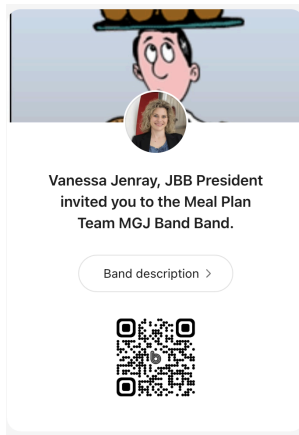 Vanessa Jenray, JBB President
invited you to the Meal Plan
Team MGJ Band Band.
Band description >